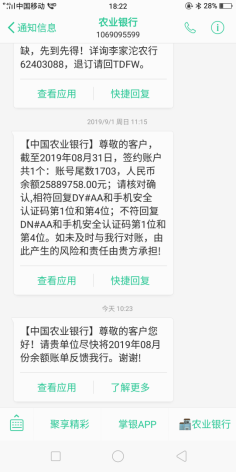 中国移动
18:22
28%
通知信息
农业银行
1069095599
缺，先到先得！详询李家沱农行
62403088，退订请回TDFW。
查看应用
快捷回复
2019/9/1 周日 11:15
【中国农业银行】尊敬的客户，
截至2019年08月31日，签约账户
共1个：账号尾数1703，人民币
余额25889758.00元；请核对确
认,相符回复DY#AA和手机安全
认证码第1位和第4位；不符回复
DN#AA和手机安全认证码第1位和
第4位。如未及时与我行对账，由
此产生的风险和责任由贵方承担!
查看应用
快捷回复
今天 10:23
【中国农业银行】尊敬的客户您
好！请贵单位尽快将2019年08月
份余额账单反馈我行。谢谢!
查看应用
了解更多
聚享精彩
掌银APP
农业银行